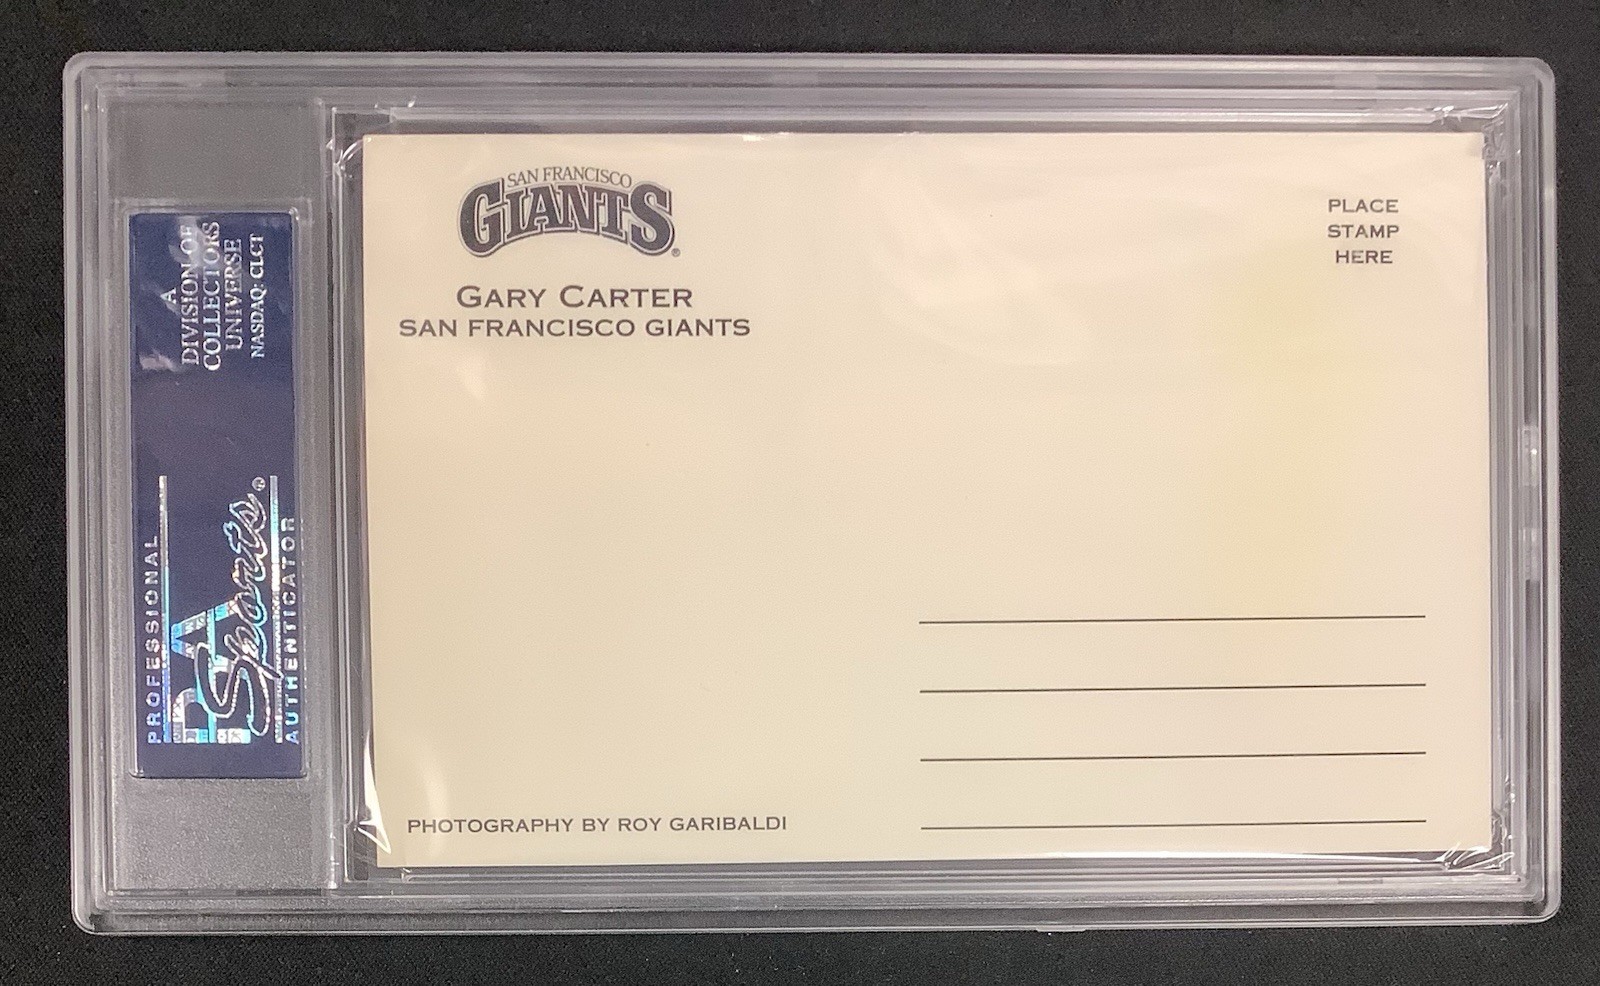 A
DIVISION OF
COLLECTORS
UNIVERSE
NASDAQ: CLCT
PROFESSIONAL
PSA
Sports®
AUTHENTICATOR
SAN FRANCISCO
GIANTS®
GARY CARTER
SAN FRANCISCO GIANTS
PLACE
STAMP
HERE
PHOTOGRAPHY BY ROY GARIBALDI